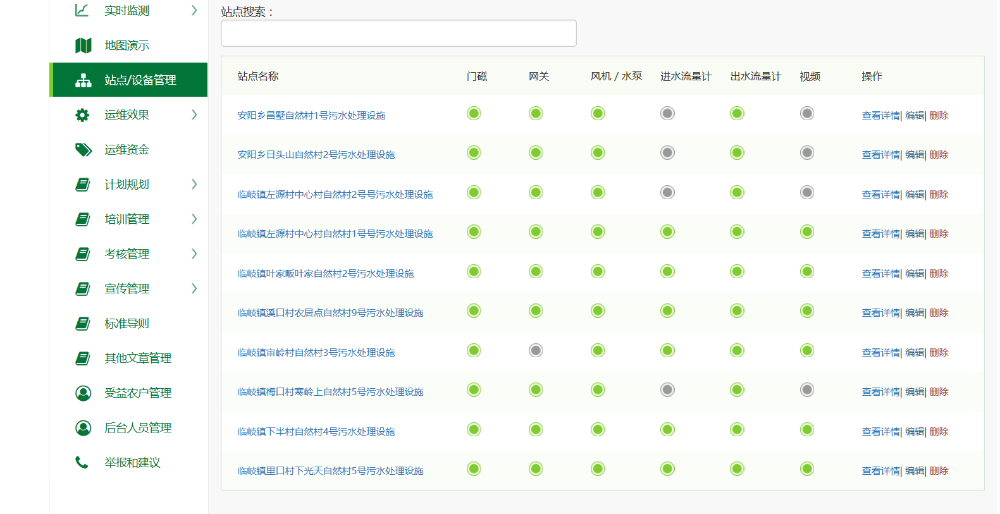 实时监测
地图演示
站点/设备管理
运维效果
运维资金
计划规划
培训管理
考核管理
宣传管理
标准导则
其他文章管理
受益农户管理
后台人员管理
举报和建议
站点搜索：
站点名称 门磁 网关 风机 / 水泵 进水流量计 出水流量计 视频 操作
安阳乡昌墅自然村1号污水处理设施 查看详情| 编辑| 删除
安阳乡日头山自然村2号污水处理设施 查看详情| 编辑| 删除
临岐镇左源村中心村自然村2号号污水处理设施 查看详情| 编辑| 删除
临岐镇左源村中心村自然村1号号污水处理设施 查看详情| 编辑| 删除
临岐镇叶家畈叶家自然村2号污水处理设施 查看详情| 编辑| 删除
临岐镇溪口村农居点自然村9号污水处理设施 查看详情| 编辑| 删除
临岐镇审岭村自然村3号污水处理设施 查看详情| 编辑| 删除
临岐镇梅口村寒岭上自然村5号污水处理设施 查看详情| 编辑| 删除
临岐镇下半村自然村4号污水处理设施 查看详情| 编辑| 删除
临岐镇里口村下光天自然村5号污水处理设施 查看详情| 编辑| 删除